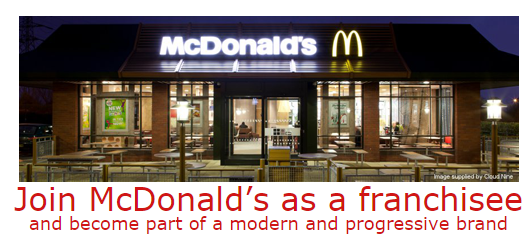 McDonald's
Image supplied by Cloud Nine
Join McDonald's as a franchisee
and become part of a modern and progressive brand